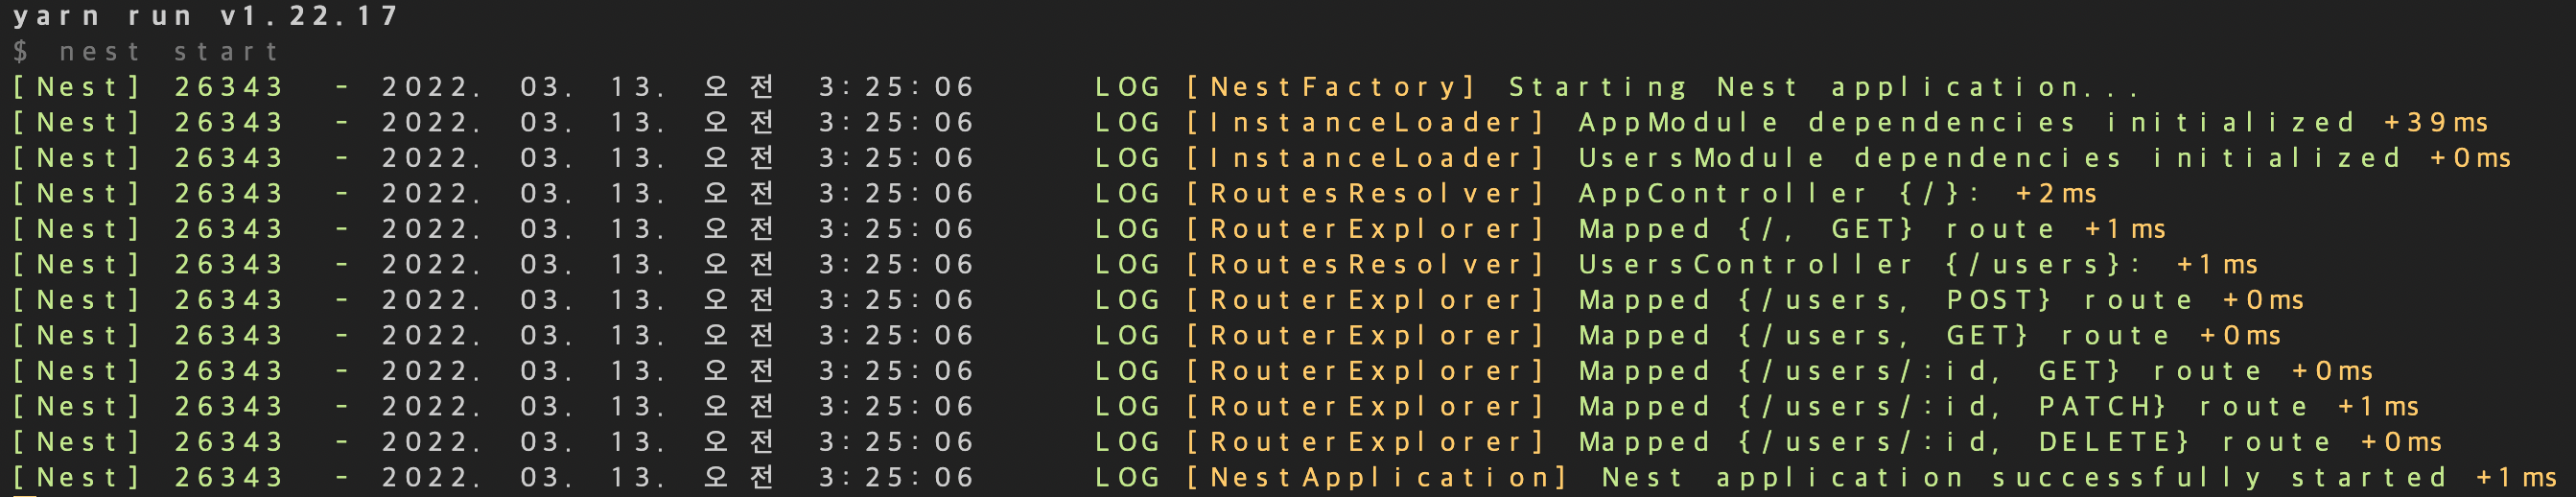 yarn run v1.22.17
$ nest start
[Nest] 26343  - 2022. 03. 13. 오전 3:25:06     LOG [NestFactory] Starting Nest application...
[Nest] 26343  - 2022. 03. 13. 오전 3:25:06     LOG [InstanceLoader] AppModule dependencies initialized +39ms
[Nest] 26343  - 2022. 03. 13. 오전 3:25:06     LOG [InstanceLoader] UsersModule dependencies initialized +0ms
[Nest] 26343  - 2022. 03. 13. 오전 3:25:06     LOG [RoutesResolver] AppController {/}: +2ms
[Nest] 26343  - 2022. 03. 13. 오전 3:25:06     LOG [RouterExplorer] Mapped {/, GET} route +1ms
[Nest] 26343  - 2022. 03. 13. 오전 3:25:06     LOG [RoutesResolver] UsersController {/users}: +1ms
[Nest] 26343  - 2022. 03. 13. 오전 3:25:06     LOG [RouterExplorer] Mapped {/users, POST} route +0ms
[Nest] 26343  - 2022. 03. 13. 오전 3:25:06     LOG [RouterExplorer] Mapped {/users, GET} route +0ms
[Nest] 26343  - 2022. 03. 13. 오전 3:25:06     LOG [RouterExplorer] Mapped {/users/:id, GET} route +0ms
[Nest] 26343  - 2022. 03. 13. 오전 3:25:06     LOG [RouterExplorer] Mapped {/users/:id, PATCH} route +1ms
[Nest] 26343  - 2022. 03. 13. 오전 3:25:06     LOG [RouterExplorer] Mapped {/users/:id, DELETE} route +0ms
[Nest] 26343  - 2022. 03. 13. 오전 3:25:06     LOG [NestApplication] Nest application successfully started +1ms